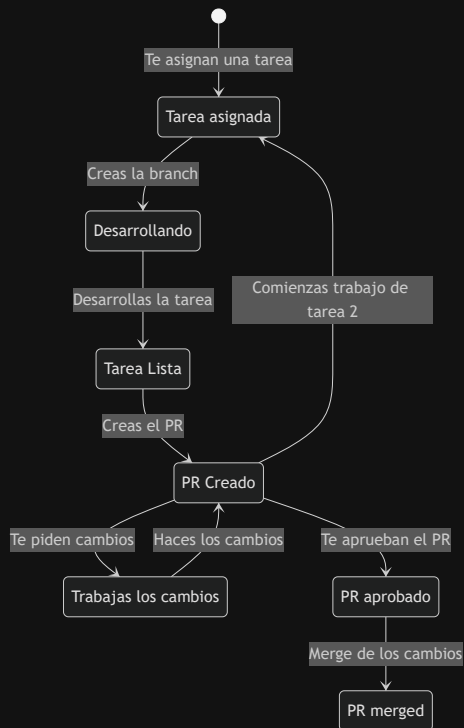 Te asignan una tarea
Tarea asignada
Creas la branch
Desarrollando
Comienzas trabajo de
tarea 2
Desarrollas la tarea
Tarea Lista
Creas el PR
PR Creado
Te piden cambios
Haces los cambios
Te aprueban el PR
Trabajas los cambios
PR aprobado
Merge de los cambios
PR merged